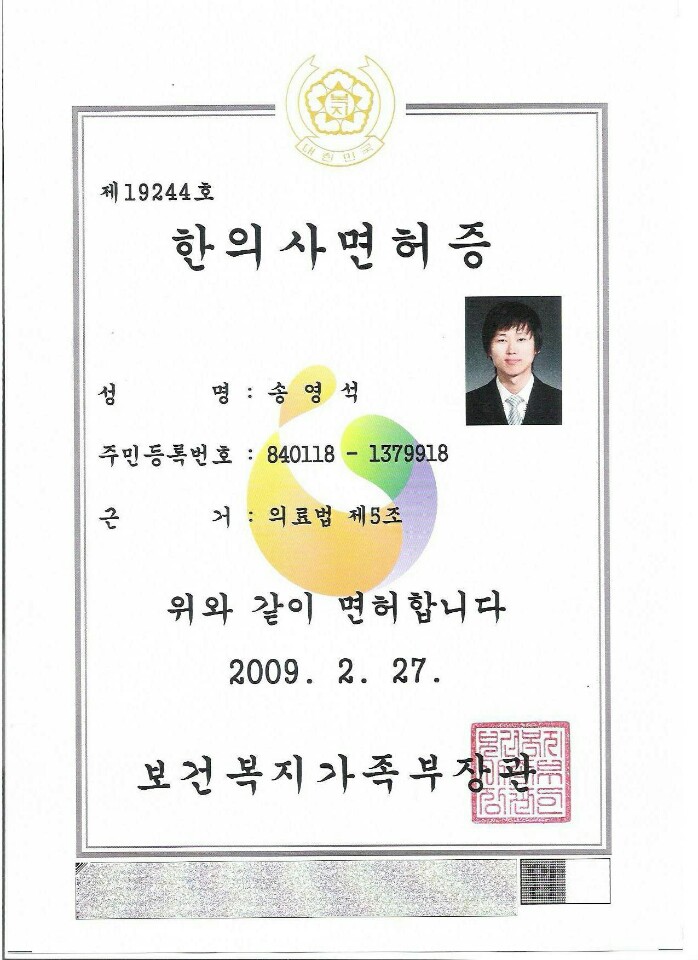 복지
대한민국
제19244호
한의사면허증
성 명 : 송 영 석
주민등록번호 : 840118 - 1379918
근 거 : 의료법 제5조
위와 같이 면허합니다
2009. 2. 27.
보건복지가족부장관